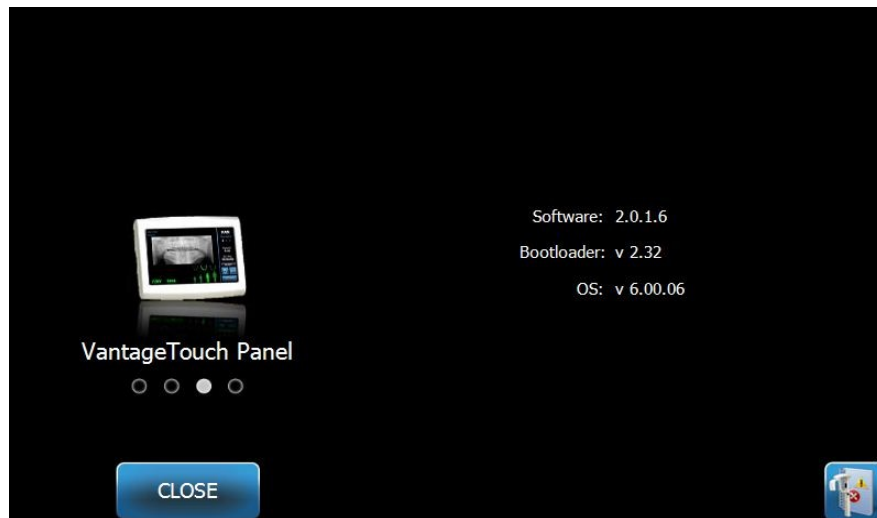 Software: 2.0.1.6
Bootloader: v 2.32
OS: v 6.00.06
VantageTouch Panel
CLOSE